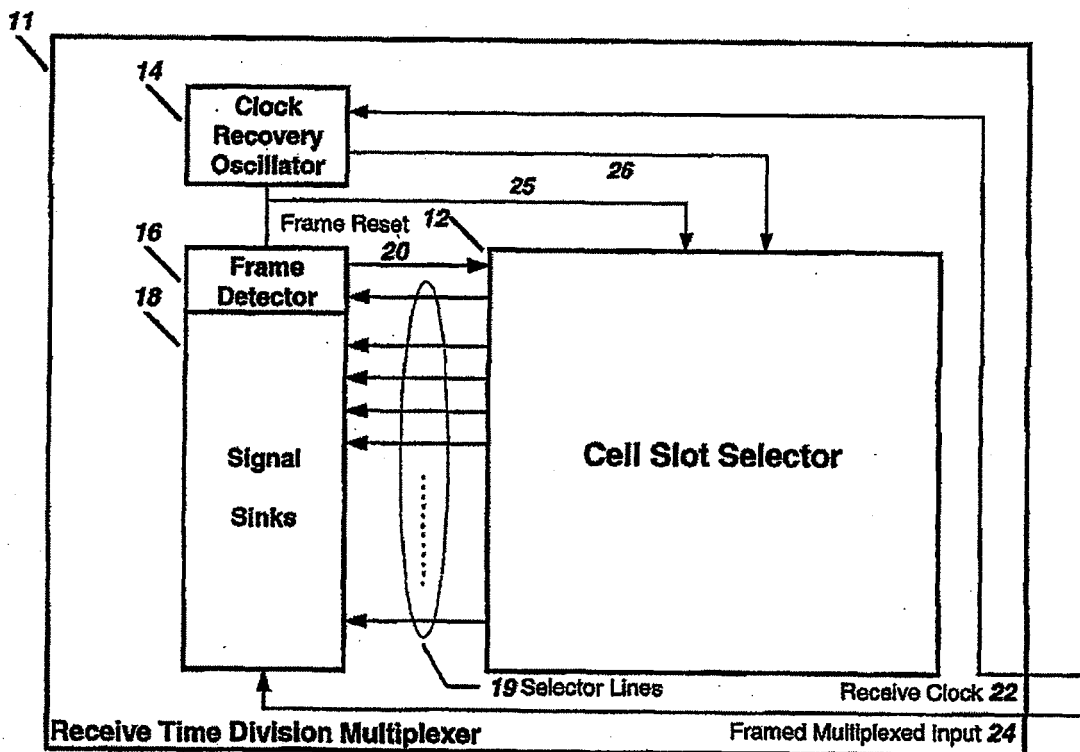 11
14
Clock
Recovery
Oscillator
26
25
Frame Reset
12
16
20
Frame
Detector
18
Signal
Sinks
Cell Slot Selector
19 Selector Lines
Receive Clock 22
Receive Time Division Multiplexer
Framed Multiplexed Input 24